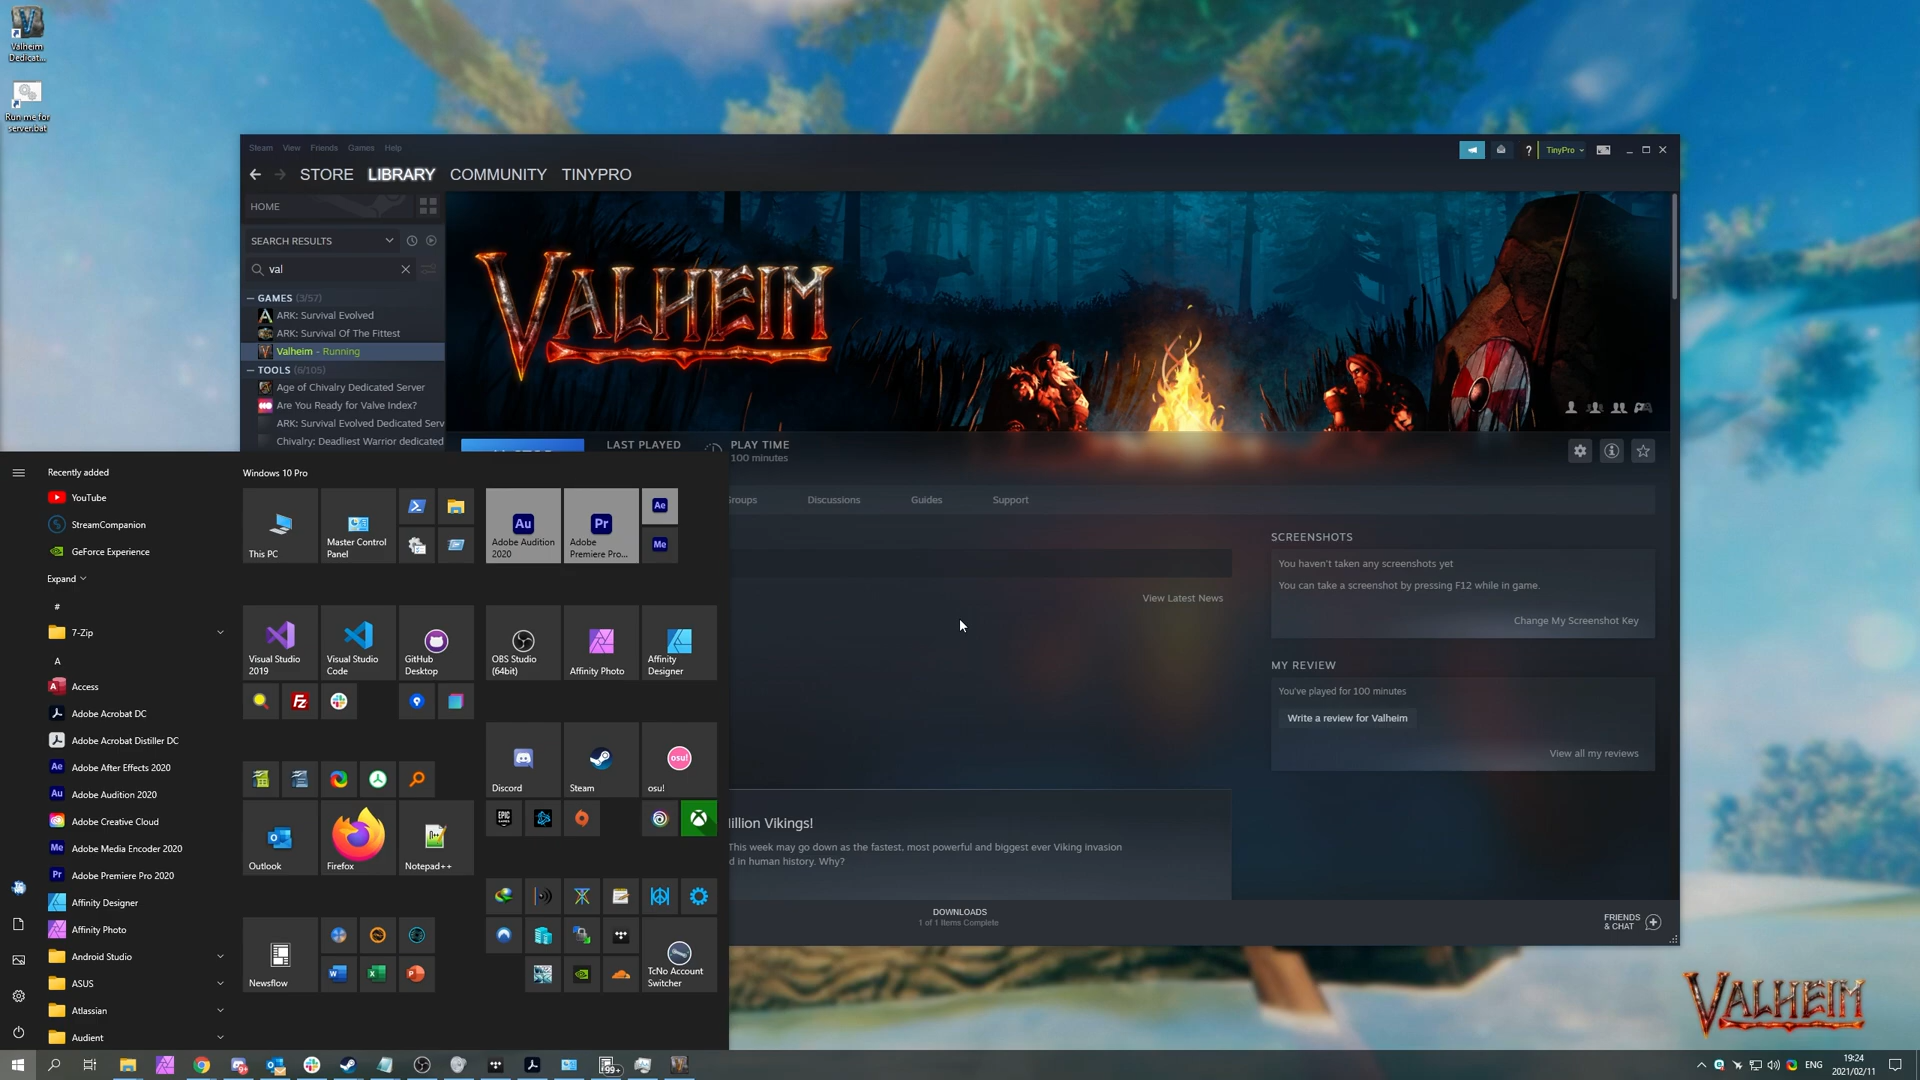 Valheim
Dedicat...
Run me for
server.bat
Steam
View
Friends
Games
Help
TinyPro
STORE
LIBRARY
COMMUNITY
TINYPRO
HOME
SEARCH RESULTS
val
GAMES (3/57)
ARK: Survival Evolved
ARK: Survival Of The Fittest
Valheim - Running
TOOLS (6/105)
Age of Chivalry Dedicated Server
Are You Ready for Valve Index?
ARK: Survival Evolved Dedicated Serv
Chivalry: Deadliest Warrior dedicated
VALHEIM
LAST PLAYED
PLAY TIME
100 minutes
Discussions
Guides
Support
View Latest News
SCREENSHOTS
You haven't taken any screenshots yet
You can take a screenshot by pressing F12 while in game.
Change My Screenshot Key
MY REVIEW
You've played for 100 minutes
Write a review for Valheim
View all my reviews
illion Vikings!
This week may go down as the fastest, most powerful and biggest ever Viking invasion
d in human history. Why?
DOWNLOADS
1 of 1 Items Complete
FRIENDS
& CHAT
Recently added
YouTube
StreamCompanion
GeForce Experience
Expand
#
7-Zip
A
Access
Adobe Acrobat DC
Adobe Acrobat Distiller DC
Adobe After Effects 2020
Adobe Audition 2020
Adobe Creative Cloud
Adobe Media Encoder 2020
Adobe Premiere Pro 2020
Affinity Designer
Affinity Photo
Android Studio
ASUS
Atlassian
Audient
Windows 10 Pro
This PC
Master Control
Panel
Au
Adobe Audition
2020
Pr
Adobe
Premiere Pro...
Ae
Me
Visual Studio
2019
Visual Studio
Code
GitHub
Desktop
OBS Studio
(64bit)
Affinity Photo
Affinity
Designer
Discord
Steam
osu!
osu!
Outlook
Firefox
Notepad++
Newsflow
TcNo Account
Switcher
VALHEIM
99+
ENG
19:24
2021/02/11